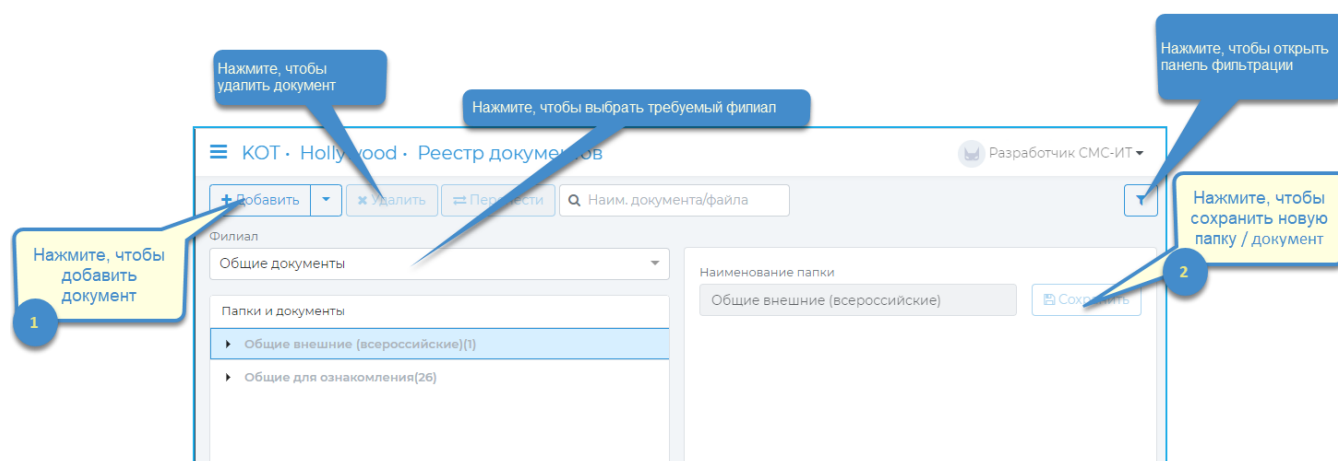 Нажмите, чтобы открыть
панель фильтрации
Нажмите, чтобы
удалить документ
Нажмите, чтобы выбрать требуемый филиал
КОТ · Hollywood · Реестр документов
Разработчик СМС-ИТ
Добавить
Удалить
Перенести
Наим. документа/файла
Нажмите, чтобы
сохранить новую
папку / документ
2
Филиал
Общие документы
Нажмите, чтобы
добавить
документ
1
Наименование папки
Общие внешние (всероссийские)
Сохранить
Папки и документы
Общие внешние (всероссийские)(1)
Общие для ознакомления(26)